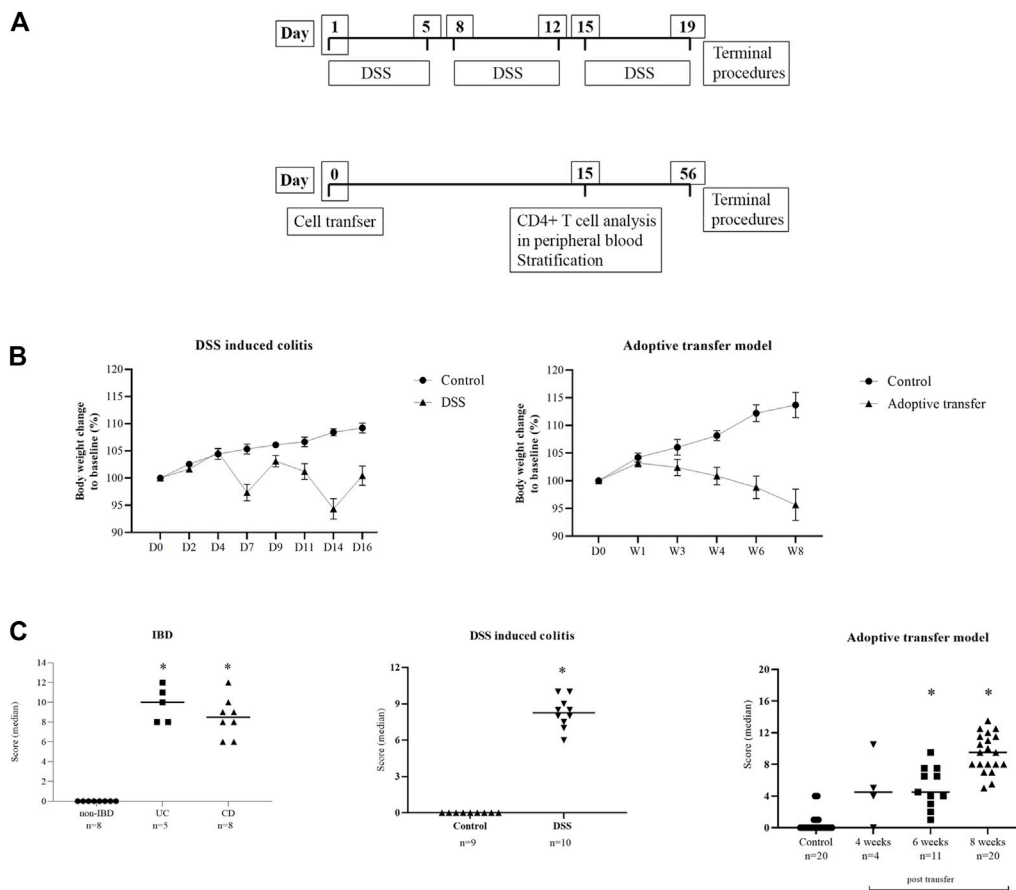 A
Day 1 5 8 12 15 19
DSS DSS DSS
Terminal
procedures
Day 0 15 56
Cell tranfser
CD4+ T cell analysis
in peripheral blood
Stratification
Terminal
procedures
B
DSS induced colitis
Body weight change
to baseline (%)
120
115
110
105
100
95
90
D0 D2 D4 D7 D9 D11 D14 D16
Control
DSS
Adoptive transfer model
Body weight change
to baseline (%)
120
115
110
105
100
95
90
D0 W1 W3 W4 W6 W8
Control
Adoptive transfer
C
IBD
Score (median)
14
12
10
8
6
4
2
0
* *
non-IBD UC CD
n=8 n=5 n=8
DSS induced colitis
Score (median)
12
9
6
3
0
*
Control DSS
n=9 n=10
Adoptive transfer model
Score (median)
20
16
12
8
4
0
* *
Control 4 weeks 6 weeks 8 weeks
n=20 n=4 n=11 n=20
post transfer